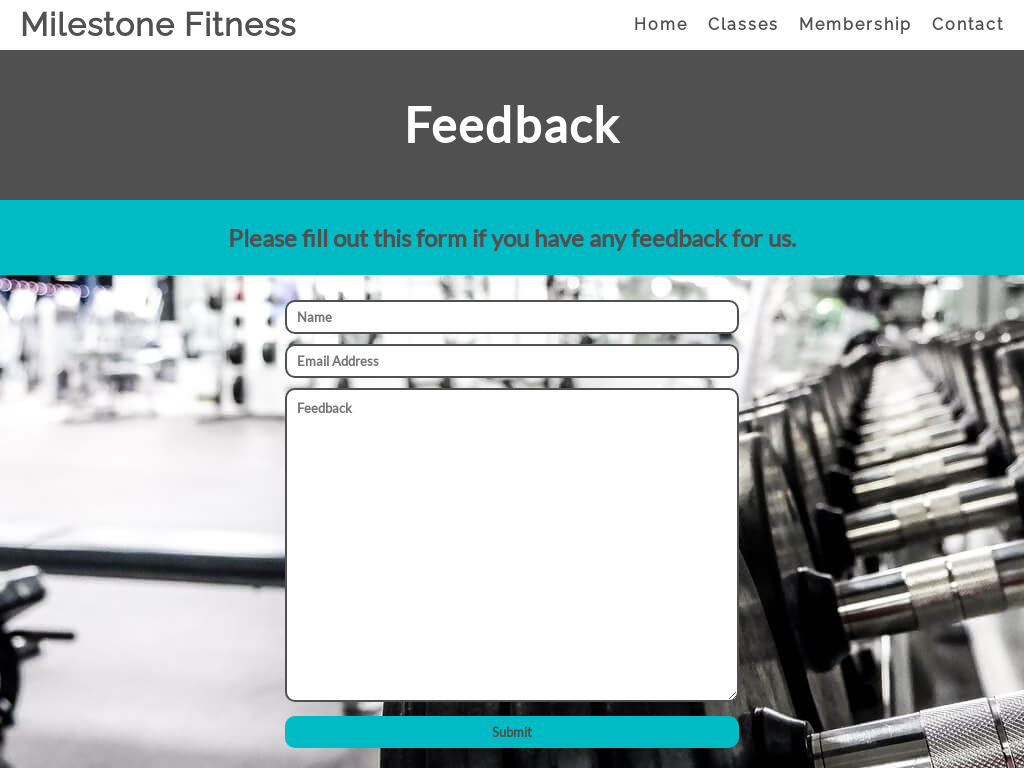 Milestone Fitness
Home Classes Membership Contact
Feedback
Please fill out this form if you have any feedback for us.
Name
Email Address
Feedback
Submit